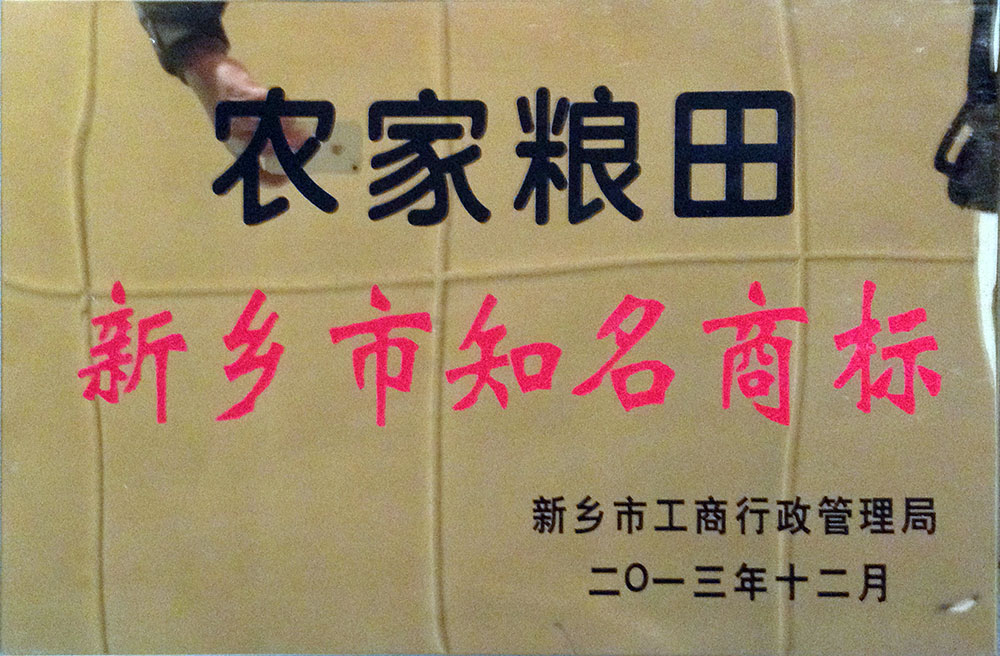 农家粮田
新乡市知名商标
新乡市工商行政管理局
二〇一三年十二月